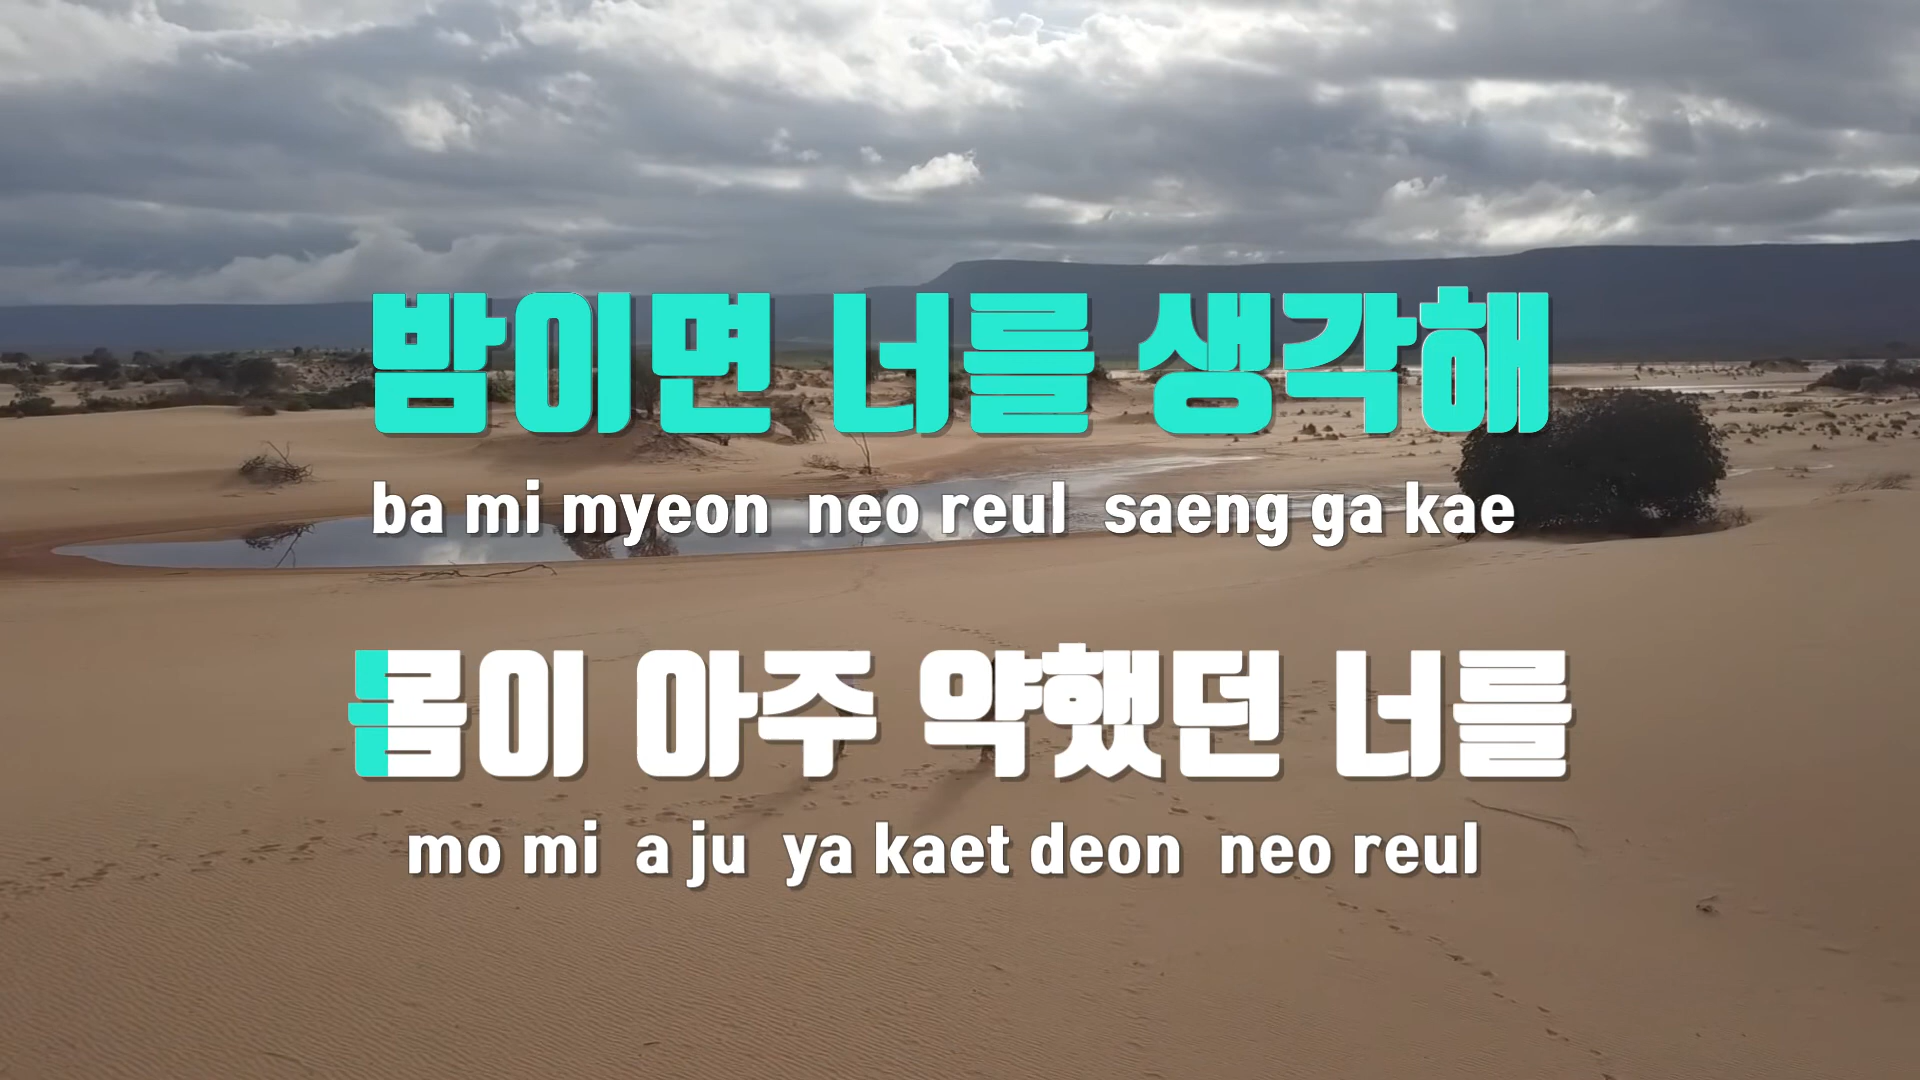 밤이면 너를 생각해
ba mi myeon neo reul saeng ga kae
몸이 아주 약했던 너를
mo mi a ju ya kaet deon neo reul